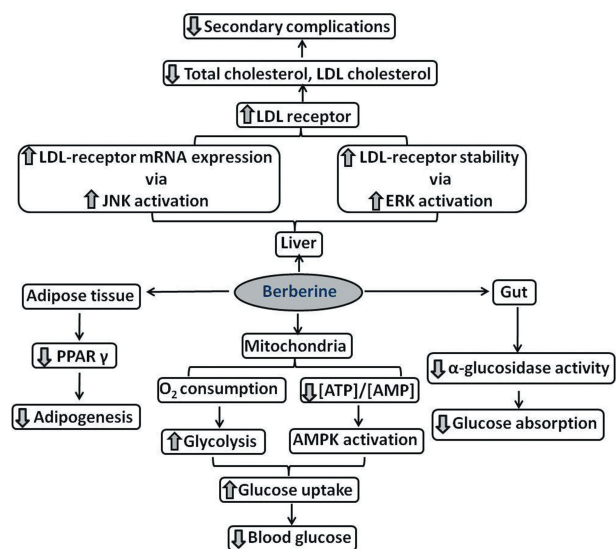 Secondary complications
Total cholesterol, LDL cholesterol
LDL receptor
LDL-receptor mRNA expression
via
JNK activation
LDL-receptor stability
via
ERK activation
Liver
Berberine
Adipose tissue
PPAR γ
Adipogenesis
Mitochondria
O₂ consumption
[ATP]/[AMP]
Glycolysis
AMPK activation
Glucose uptake
Blood glucose
Gut
α-glucosidase activity
Glucose absorption